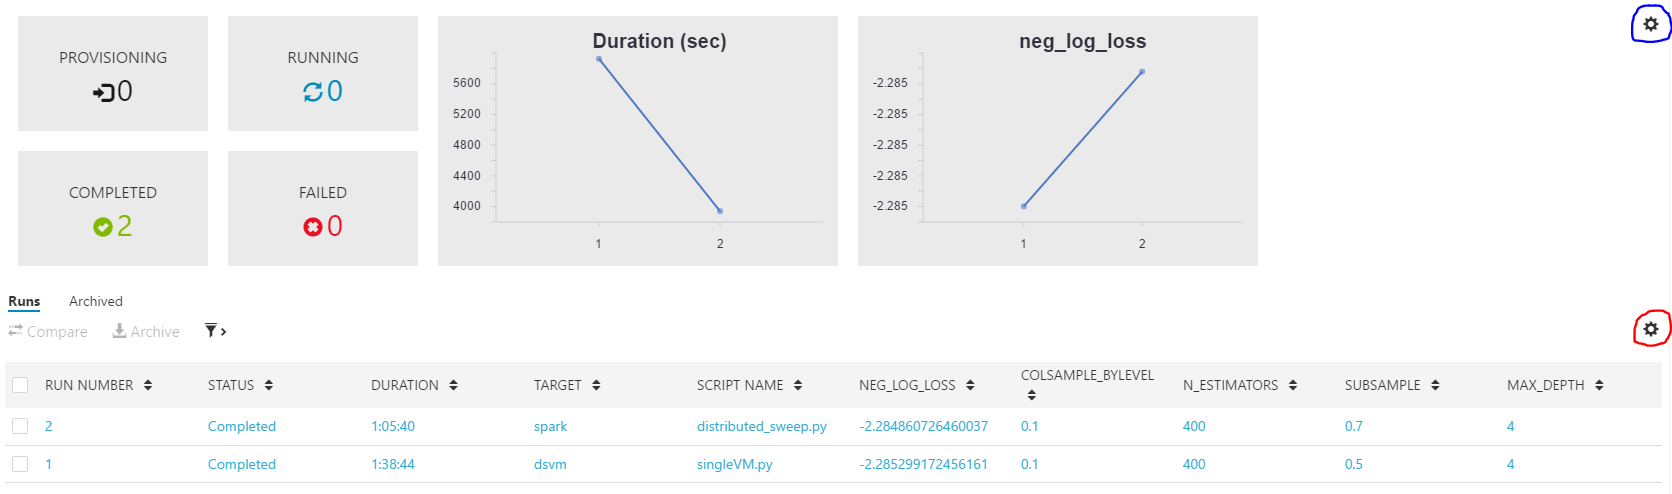 PROVISIONING
0
RUNNING
0
COMPLETED
2
FAILED
0
Duration (sec)
5600
5200
4800
4400
4000
1 2
neg_log_loss
-2.285
-2.285
-2.285
-2.285
-2.285
1 2
Runs Archived
Compare Archive
RUN NUMBER STATUS DURATION TARGET SCRIPT NAME NEG_LOG_LOSS COLSAMPLE_BYLEVEL N_ESTIMATORS SUBSAMPLE MAX_DEPTH
2 Completed 1:05:40 spark distributed_sweep.py -2.284860726460037 0.1 400 0.7 4
1 Completed 1:38:44 dsvm singleVM.py -2.285299172456161 0.1 400 0.5 4